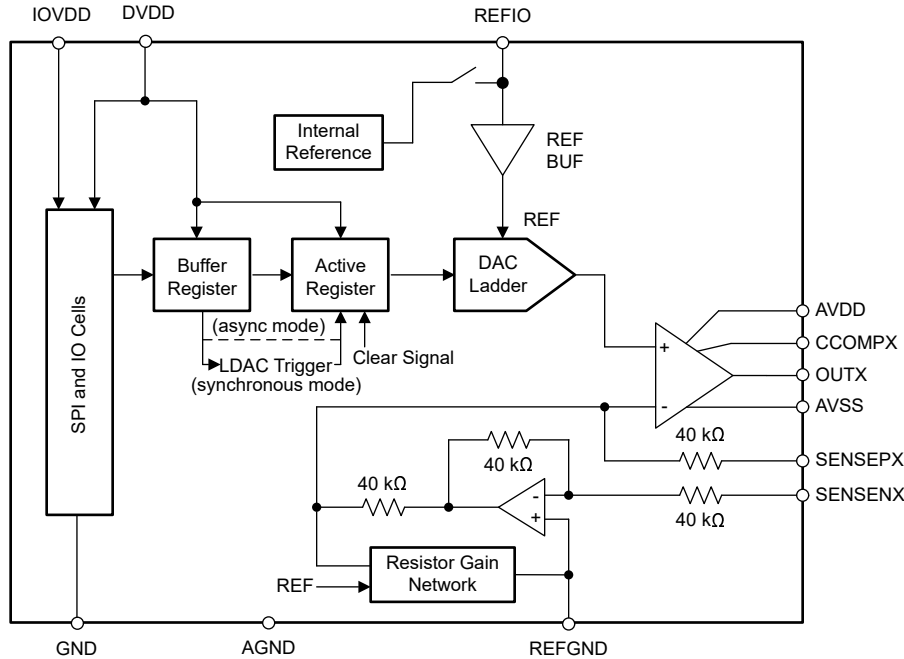 IOVDD
DVDD
REFIO
Internal
Reference
REF
BUF
REF
SPI and IO Cells
Buffer
Register
Active
Register
DAC
Ladder
(async mode)
LDAC Trigger
(synchronous mode)
Clear Signal
+
-
AVDD
CCOMPX
OUTX
AVSS
40 kΩ
SENSEPX
40 kΩ
40 kΩ
-
+
40 kΩ
SENSENX
REF
Resistor Gain
Network
GND
AGND
REFGND